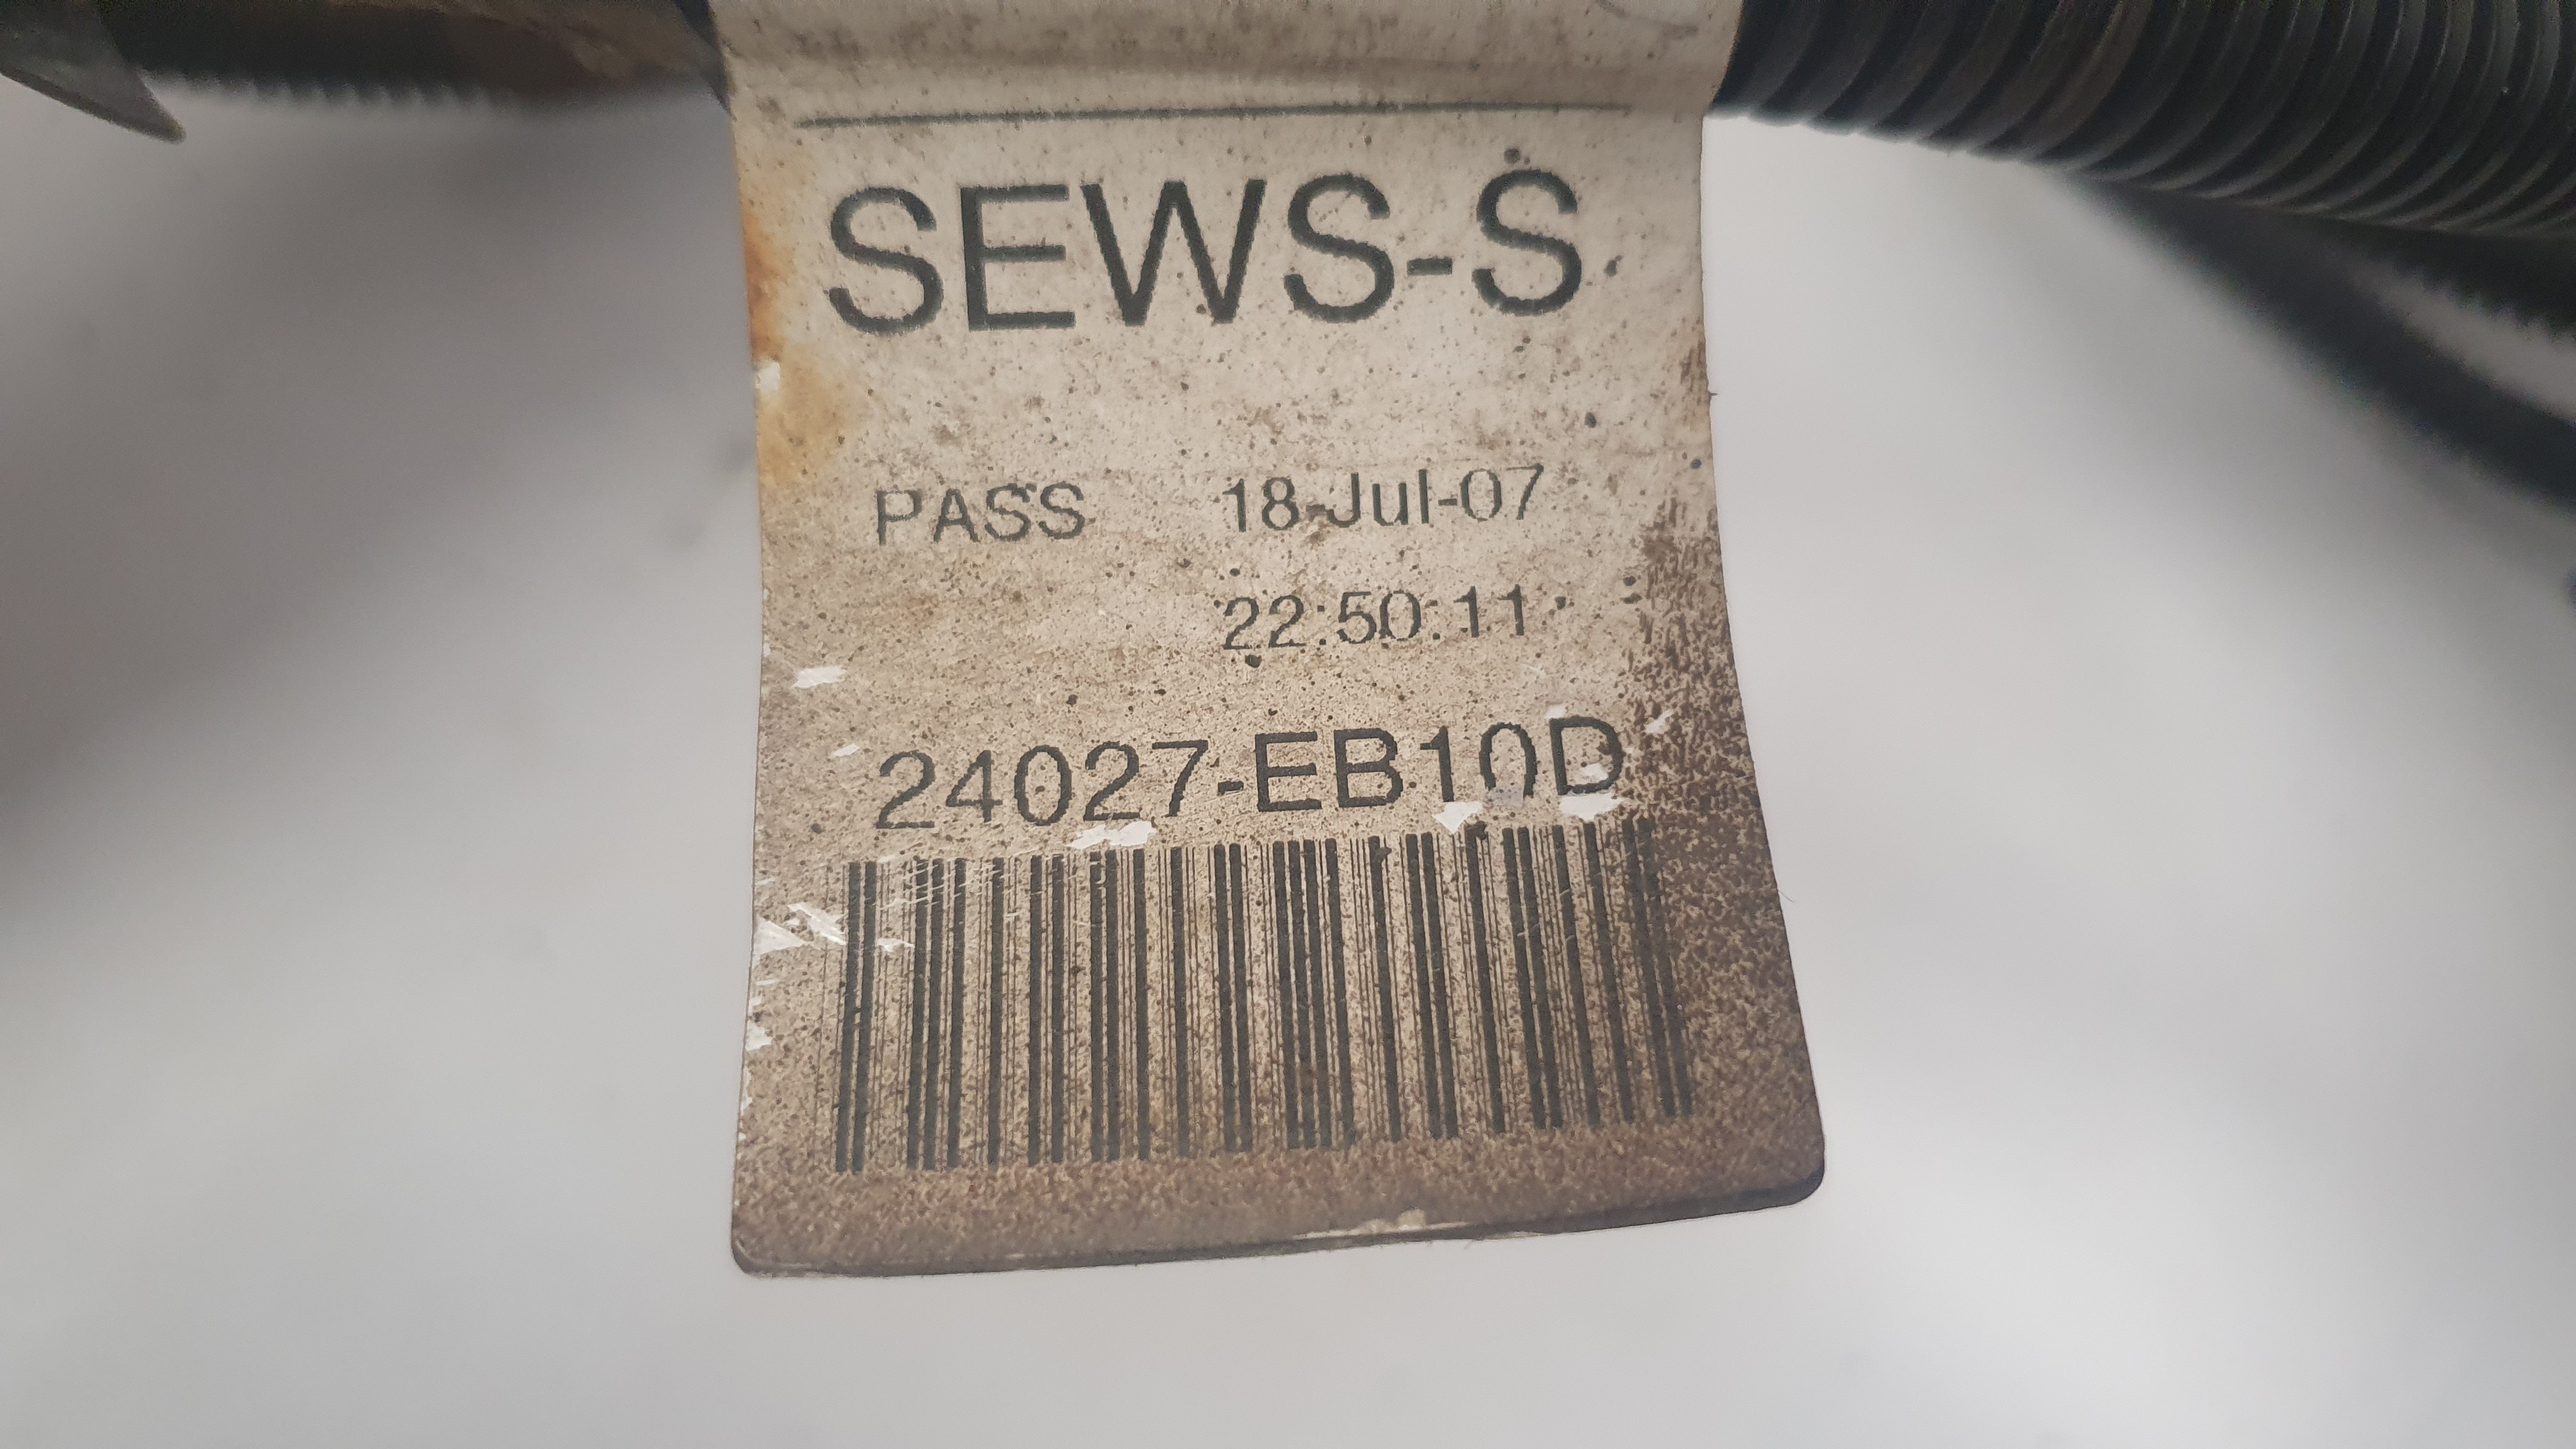 SEWS-S
PASS 18-Jul-07
22:50:11
24027-EB10D